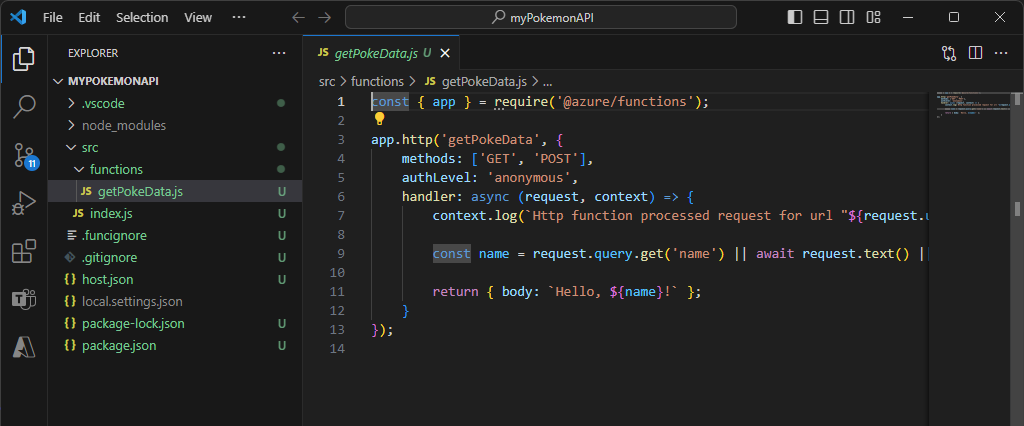 File Edit Selection View ···
myPokemonAPI
EXPLORER ···
MYPOKEMONAPI
.vscode
node_modules
src
functions
JS getPokeData.js U
JS index.js U
.funcignore U
.gitignore U
{} host.json U
local.settings.json
{} package-lock.json U
{} package.json U
11
JS getPokeData.js U
src > functions > JS getPokeData.js > ...
1 const { app } = require('@azure/functions');
2
3 app.http('getPokeData', {
4 methods: ['GET', 'POST'],
5 authLevel: 'anonymous',
6 handler: async (request, context) => {
7 context.log(`Http function processed request for url "${request.u
8
9 const name = request.query.get('name') || await request.text() ||
10
11 return { body: `Hello, ${name}!` };
12 }
13 });
14